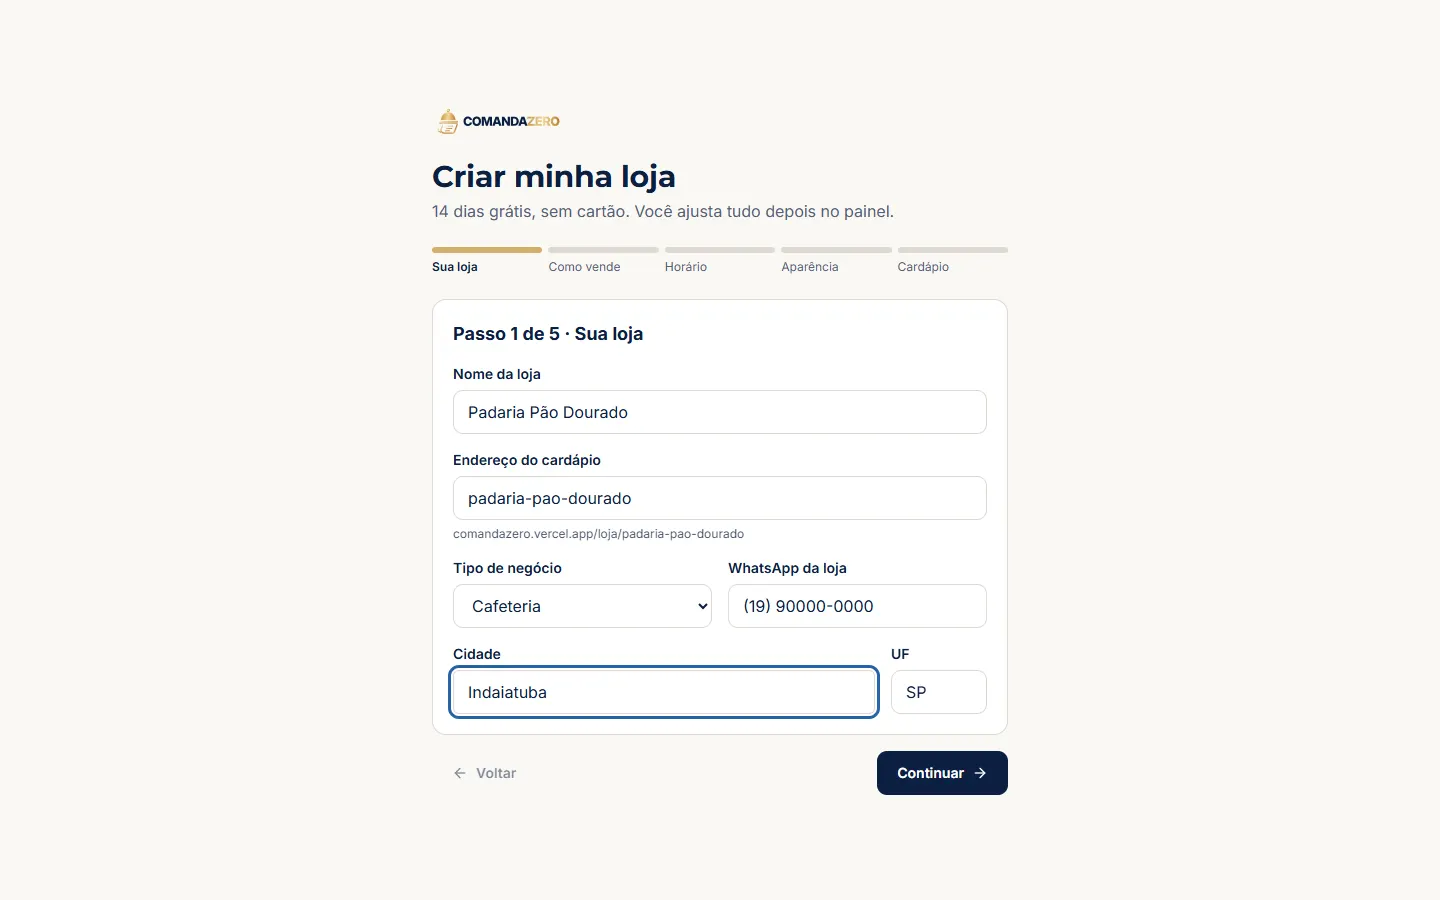 COMANDAZERO
Criar minha loja
14 dias grátis, sem cartão. Você ajusta tudo depois no painel.
Sua loja
Como vende
Horário
Aparência
Cardápio
Passo 1 de 5 · Sua loja
Nome da loja
Padaria Pão Dourado
Endereço do cardápio
padaria-pao-dourado
comandazero.vercel.app/loja/padaria-pao-dourado
Tipo de negócio
WhatsApp da loja
Cafeteria
(19) 90000-0000
Cidade
UF
Indaiatuba
SP
← Voltar
Continuar →